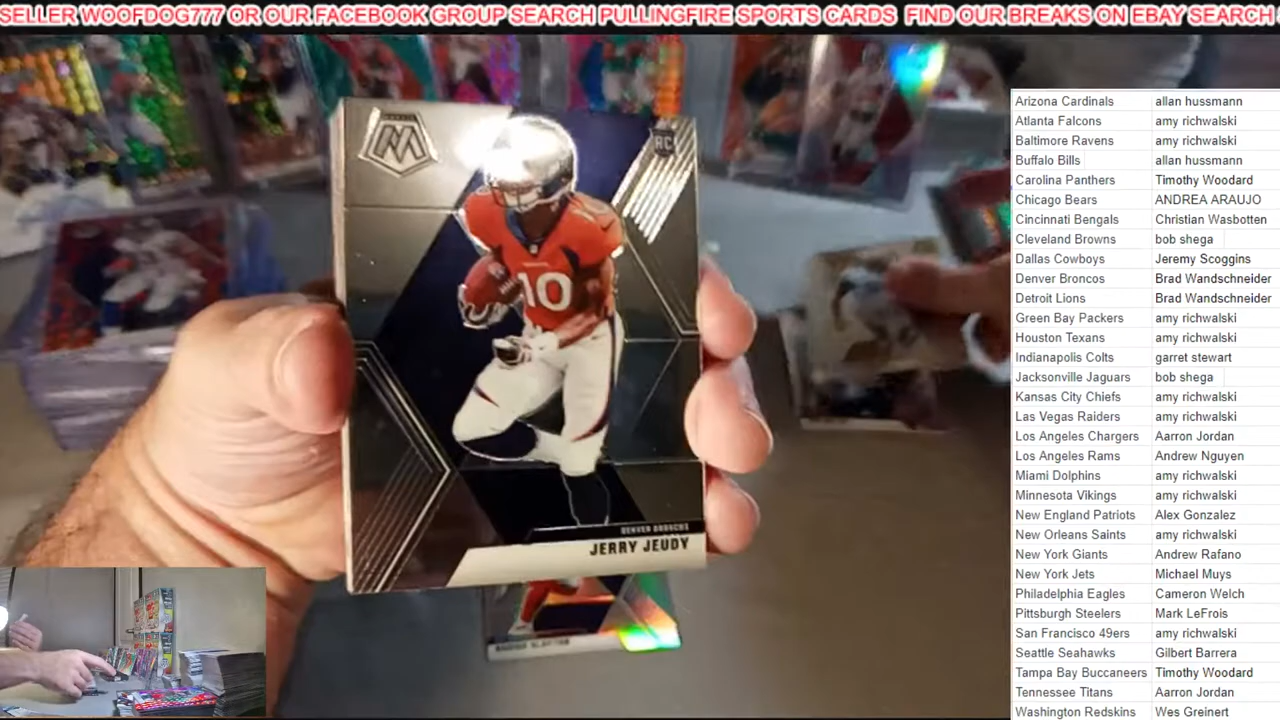 SELLER WOOFDOG777 OR OUR FACEBOOK GROUP SEARCH PULLINGFIRE SPORTS CARDS FIND OUR BREAKS ON EBAY SEARCH
RC
10
DENVER BRONCOS
JERRY JEUDY
Arizona Cardinals allan hussmann
Atlanta Falcons amy richwalski
Baltimore Ravens amy richwalski
Buffalo Bills allan hussmann
Carolina Panthers Timothy Woodard
Chicago Bears ANDREA ARAUJO
Cincinnati Bengals Christian Wasbotten
Cleveland Browns bob shega
Dallas Cowboys Jeremy Scoggins
Denver Broncos Brad Wandschneider
Detroit Lions Brad Wandschneider
Green Bay Packers amy richwalski
Houston Texans amy richwalski
Indianapolis Colts garret stewart
Jacksonville Jaguars bob shega
Kansas City Chiefs amy richwalski
Las Vegas Raiders amy richwalski
Los Angeles Chargers Aarron Jordan
Los Angeles Rams Andrew Nguyen
Miami Dolphins amy richwalski
Minnesota Vikings amy richwalski
New England Patriots Alex Gonzalez
New Orleans Saints amy richwalski
New York Giants Andrew Rafano
New York Jets Michael Muys
Philadelphia Eagles Cameron Welch
Pittsburgh Steelers Mark LeFrois
San Francisco 49ers amy richwalski
Seattle Seahawks Gilbert Barrera
Tampa Bay Buccaneers Timothy Woodard
Tennessee Titans Aarron Jordan
Washington Redskins Wes Greinert